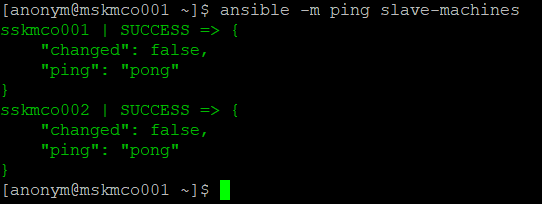 [anonym@mskmco001 ~]$ ansible -m ping slave-machines
sskmco001 | SUCCESS => {
    "changed": false,
    "ping": "pong"
}
sskmco002 | SUCCESS => {
    "changed": false,
    "ping": "pong"
}
[anonym@mskmco001 ~]$